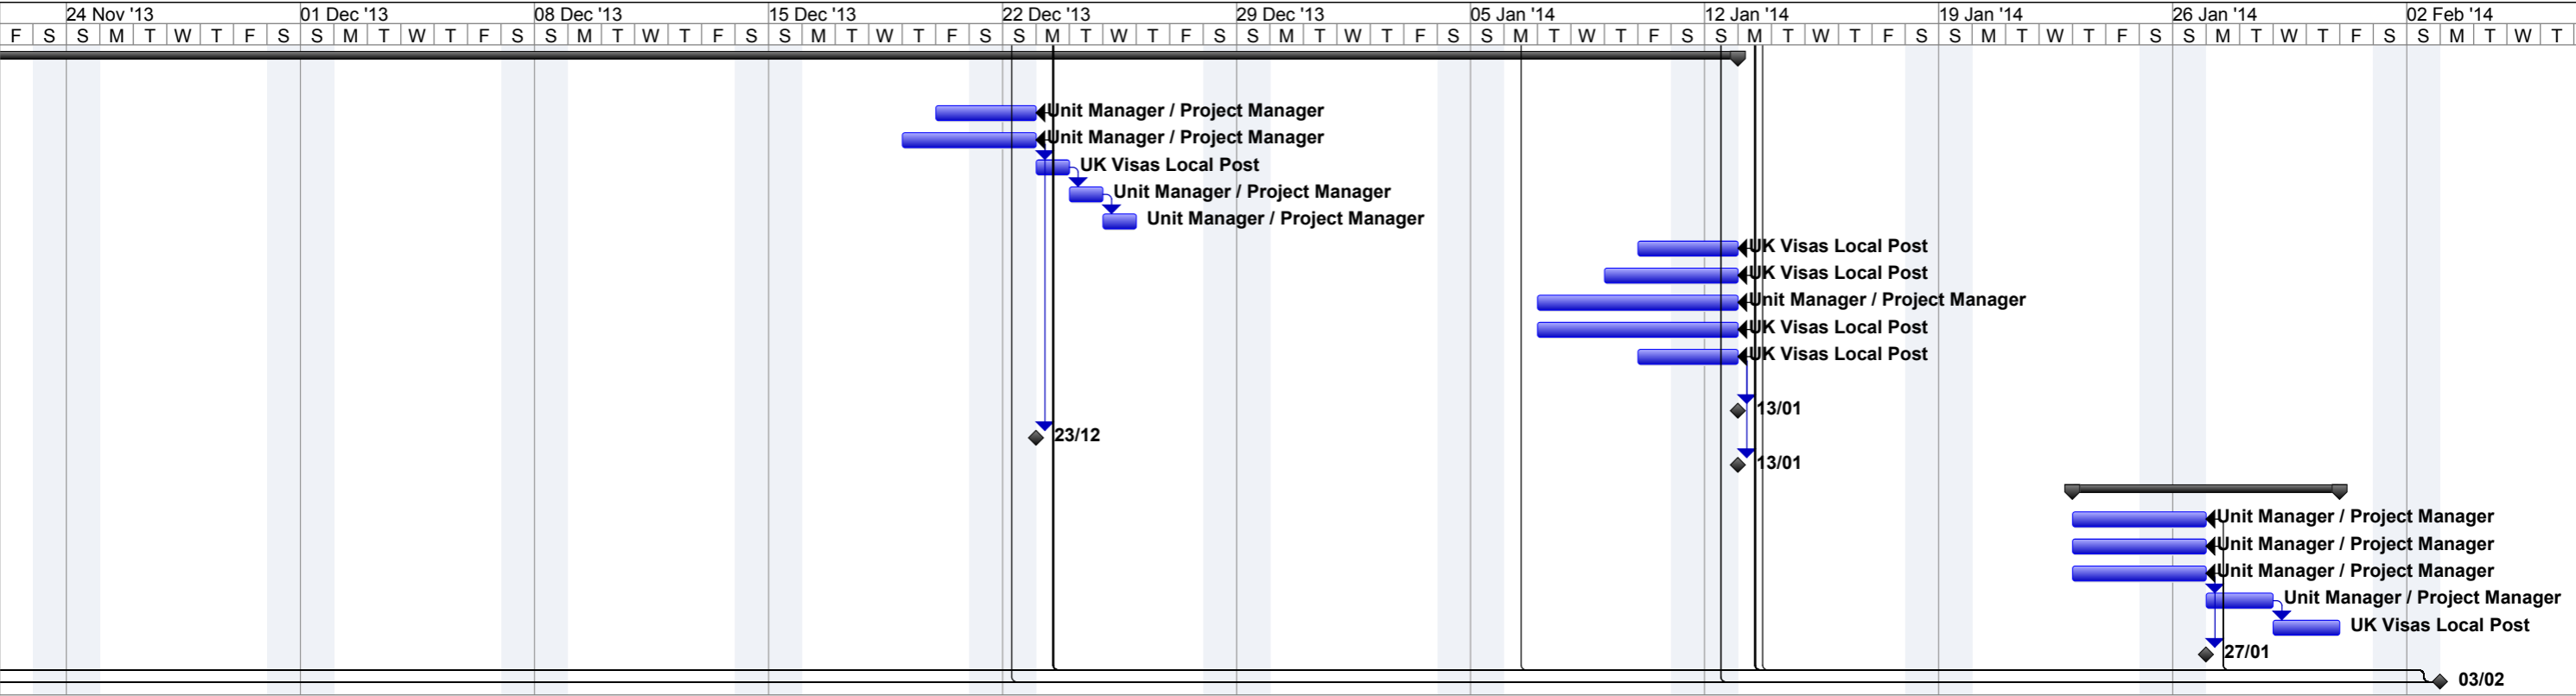 24 Nov '13 01 Dec '13 08 Dec '13 15 Dec '13 22 Dec '13 29 Dec '13 05 Jan '14 12 Jan '14 19 Jan '14 26 Jan '14 02 Feb '14
F S S M T W T F S S M T W T F S S M T W T F S S M T W T F S S M T W T F S S M T W T F S S M T W T F S S M T W T F S S M T W T F S S M T W T F S S M T W T
Unit Manager / Project Manager
Unit Manager / Project Manager
UK Visas Local Post
Unit Manager / Project Manager
Unit Manager / Project Manager
UK Visas Local Post
UK Visas Local Post
Unit Manager / Project Manager
UK Visas Local Post
UK Visas Local Post
13/01
23/12
13/01
Unit Manager / Project Manager
Unit Manager / Project Manager
Unit Manager / Project Manager
Unit Manager / Project Manager
UK Visas Local Post
27/01
03/02